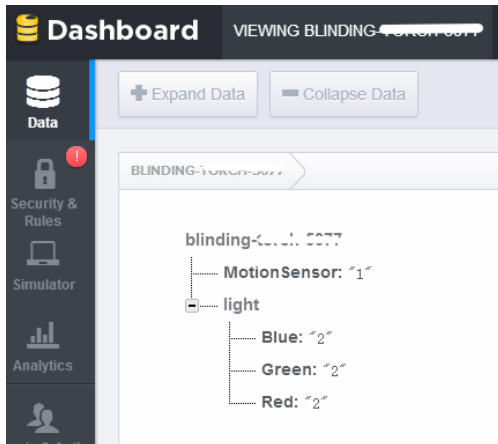 Dashboard
VIEWING BLINDING-
Expand Data
Collapse Data
Data
!
BLINDING-
Security &
Rules
blinding-
MotionSensor: "1"
light
Simulator
Blue: "2"
Green: "2"
Analytics
Red: "2"